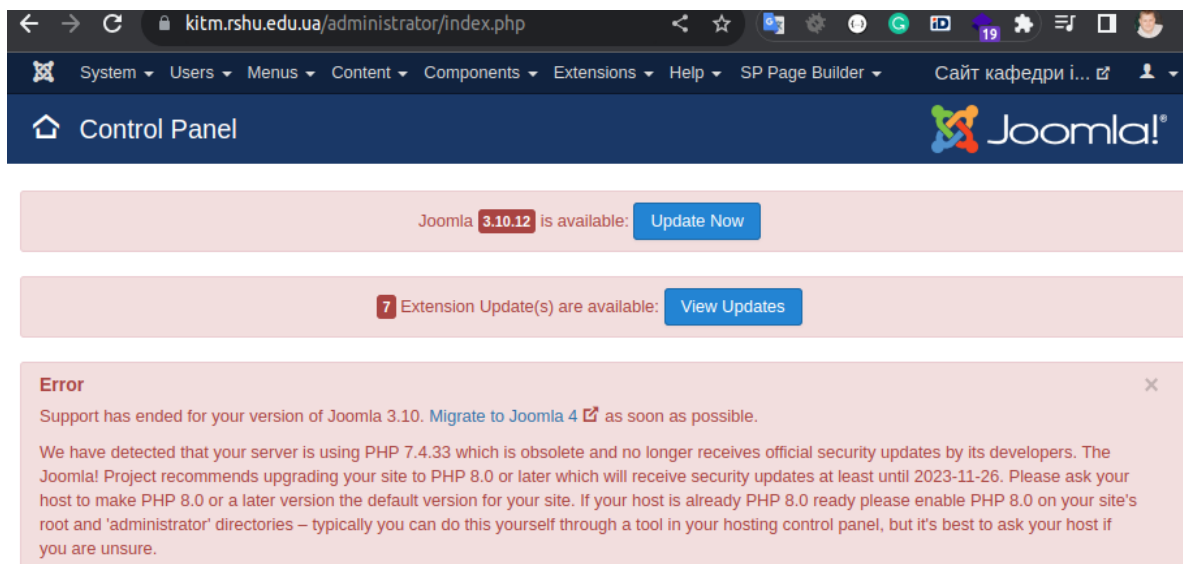 kitm.rshu.edu.ua/administrator/index.php
19
System Users Menus Content Components Extensions Help SP Page Builder Сайт кафедри і...
Control Panel Joomla!®
Joomla 3.10.12 is available: Update Now
7 Extension Update(s) are available: View Updates
Error
Support has ended for your version of Joomla 3.10. Migrate to Joomla 4 as soon as possible.
We have detected that your server is using PHP 7.4.33 which is obsolete and no longer receives official security updates by its developers. The
Joomla! Project recommends upgrading your site to PHP 8.0 or later which will receive security updates at least until 2023-11-26. Please ask your
host to make PHP 8.0 or a later version the default version for your site. If your host is already PHP 8.0 ready please enable PHP 8.0 on your site's
root and 'administrator' directories – typically you can do this yourself through a tool in your hosting control panel, but it's best to ask your host if
you are unsure.